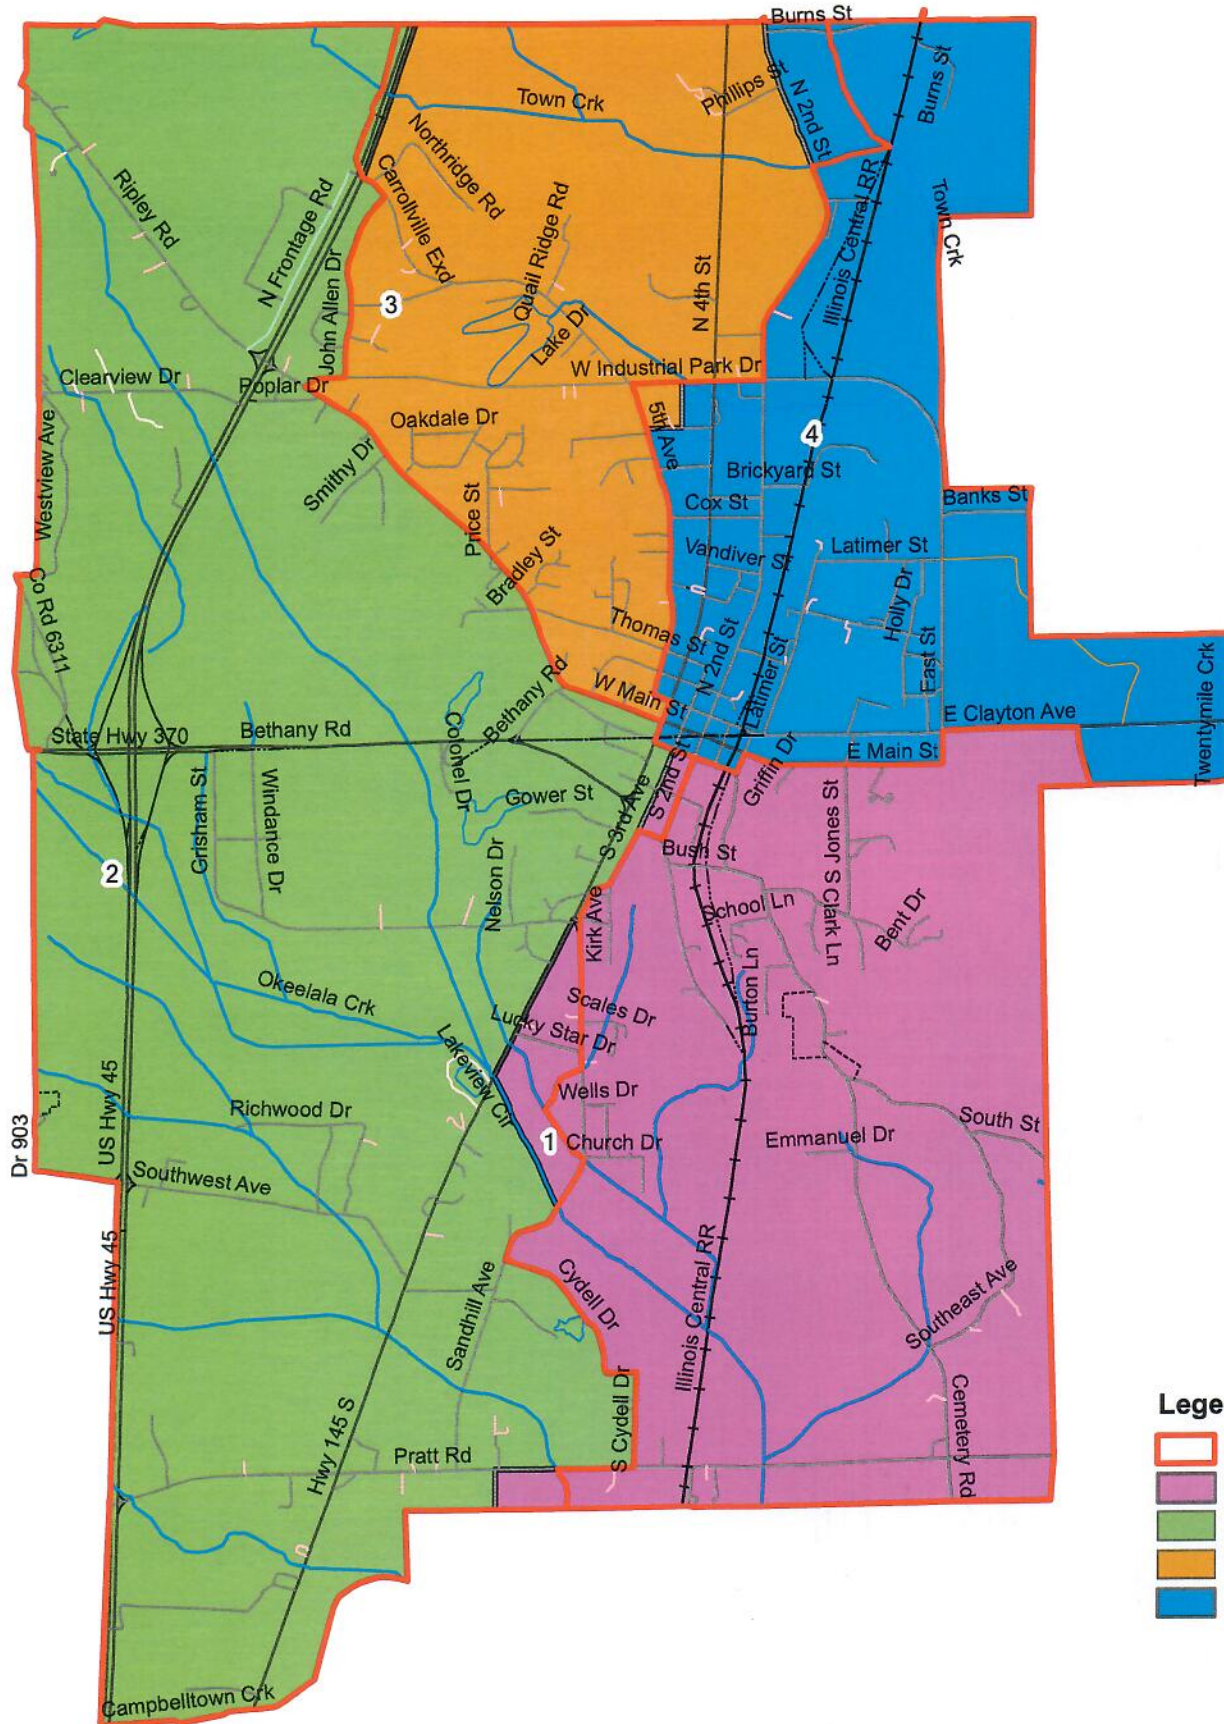 Burns St
Burns St
Phillips St
N 2nd St
Town Crk
Northridge Rd
Carrollville Exd
Ripley Rd
N Frontage Rd
Quail Ridge Rd
Illinois Central RR
Town Crk
John Allen Dr
3
N 4th St
Lake Dr
W Industrial Park Dr
Clearview Dr
Poplar Dr
Oakdale Dr
5th Ave
4
Westview Ave
Smithy Dr
Brickyard St
Price St
Cox St
Banks St
Bradley St
Vandiver St
Latimer St
Co Rd 6311
Thomas St
Holly Dr
N 2nd St
East St
W Main St
Latimer St
Bethany Rd
E Clayton Ave
Twentymile Crk
State Hwy 370
Bethany Rd
Colonel Dr
E Main St
Griffin Dr
S 2nd St
Grisham St
Windance Dr
Gower St
S 3rd Ave
S Jones St
2
Bush St
Nelson Dr
Kirk Ave
School Ln
S Clark Ln
Bent Dr
Okeelala Crk
Scales Dr
Burton Ln
Lucky Star Dr
Lakeview Cir
Wells Dr
US Hwy 45
Richwood Dr
1
Church Dr
Emmanuel Dr
South St
Dr 903
Southwest Ave
US Hwy 45
Sandhill Ave
Cydell Dr
Illinois Central RR
Southeast Ave
S Cydell Dr
Cemetery Rd
Lege
Hwy 145 S
Pratt Rd
Campbelltown Crk